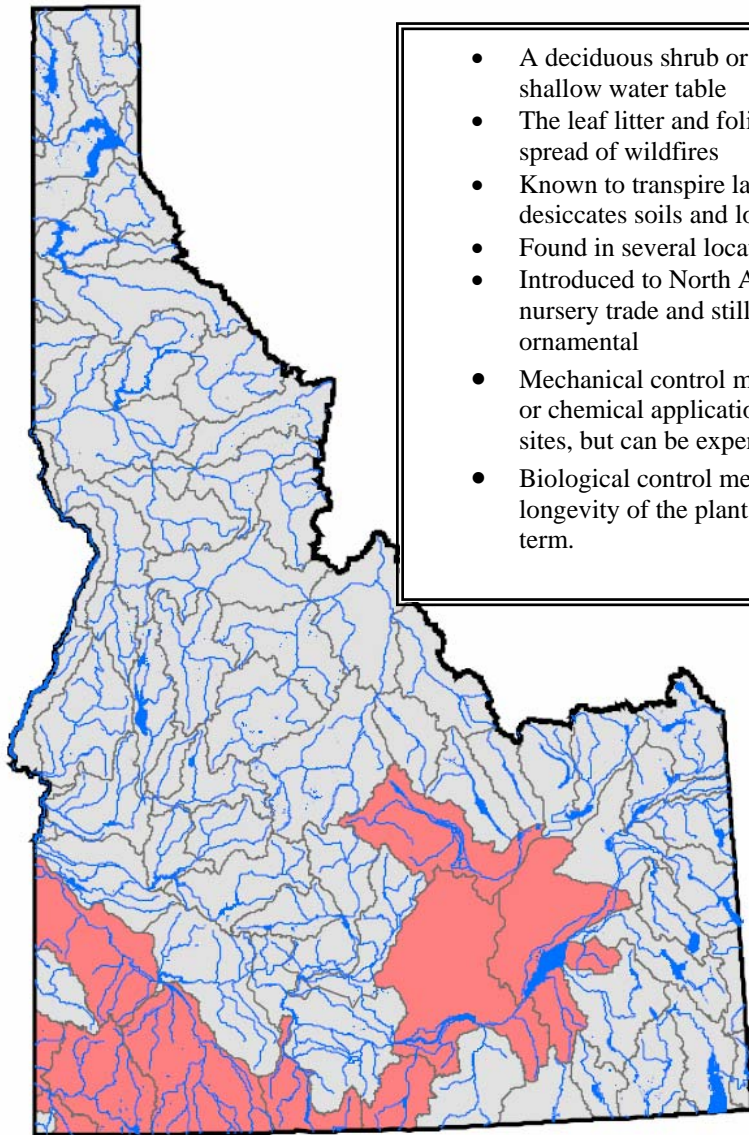 • A deciduous shrub or
shallow water table
• The leaf litter and foli
spread of wildfires
• Known to transpire la
desiccates soils and lo
• Found in several locat
• Introduced to North A
nursery trade and still
ornamental
• Mechanical control m
or chemical applicatio
sites, but can be exper
• Biological control me
longevity of the plant
term.